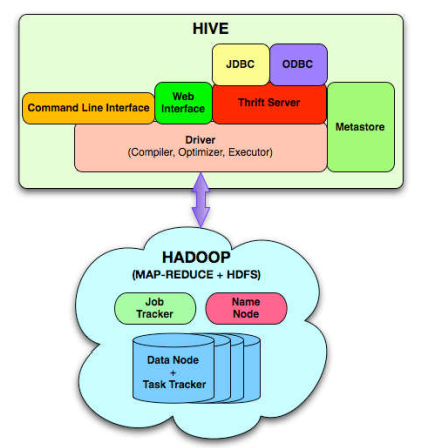 HIVE
JDBC
ODBC
Command Line Interface
Web
Interface
Thrift Server
Metastore
Driver
(Compiler, Optimizer, Executor)
HADOOP
(MAP-REDUCE + HDFS)
Job
Tracker
Name
Node
Data Node
+
Task Tracker